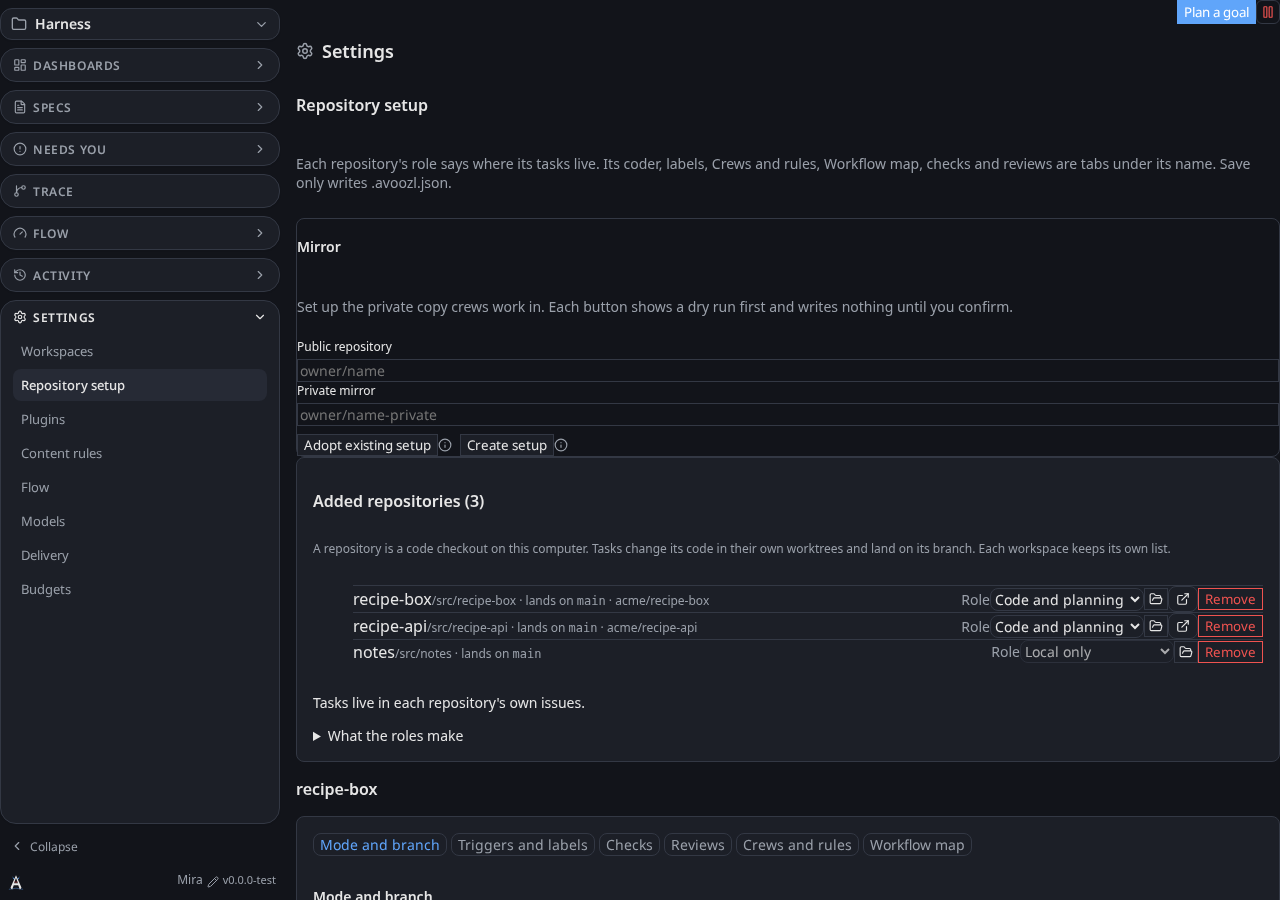 Harness
Plan a goal
DASHBOARDS
SPECS
NEEDS YOU
TRACE
FLOW
ACTIVITY
SETTINGS
Workspaces
Repository setup
Plugins
Content rules
Flow
Models
Delivery
Budgets
Collapse
Mira v0.0.0-test
Settings
Repository setup
Each repository's role says where its tasks live. Its coder, labels, Crews and rules, Workflow map, checks and reviews are tabs under its name. Save
only writes .avoozl.json.
Mirror
Set up the private copy crews work in. Each button shows a dry run first and writes nothing until you confirm.
Public repository
owner/name
Private mirror
owner/name-private
Adopt existing setup Create setup
Added repositories (3)
A repository is a code checkout on this computer. Tasks change its code in their own worktrees and land on its branch. Each workspace keeps its own list.
recipe-box/src/recipe-box · lands on main · acme/recipe-box Role Code and planning Remove
recipe-api/src/recipe-api · lands on main · acme/recipe-api Role Code and planning Remove
notes/src/notes · lands on main Role Local only Remove
Tasks live in each repository's own issues.
What the roles make
recipe-box
Mode and branch Triggers and labels Checks Reviews Crews and rules Workflow map
Mode and branch